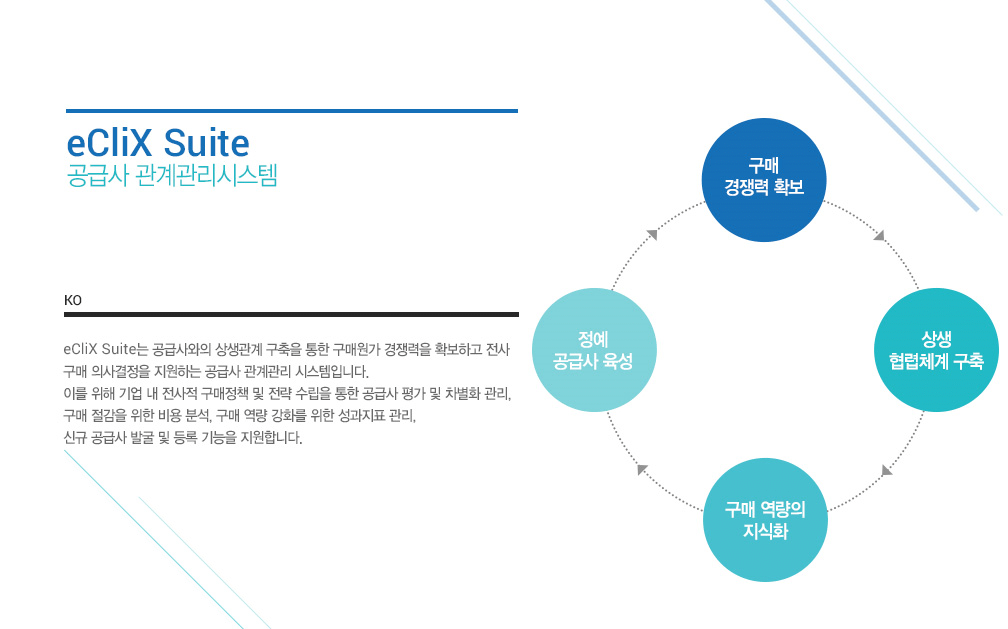 eCliX Suite
공급사 관계관리시스템
KO
eCliX Suite는 공급사와의 상생관계 구축을 통한 구매원가 경쟁력을 확보하고 전사
구매 의사결정을 지원하는 공급사 관계관리 시스템입니다.
이를 위해 기업 내 전사적 구매정책 및 전략 수립을 통한 공급사 평가 및 차별화 관리,
구매 절감을 위한 비용 분석, 구매 역량 강화를 위한 성과지표 관리,
신규 공급사 발굴 및 등록 기능을 지원합니다.
구매
경쟁력 확보
상생
협렵체계 구축
구매 역량의
지식화
정예
공급사 육성